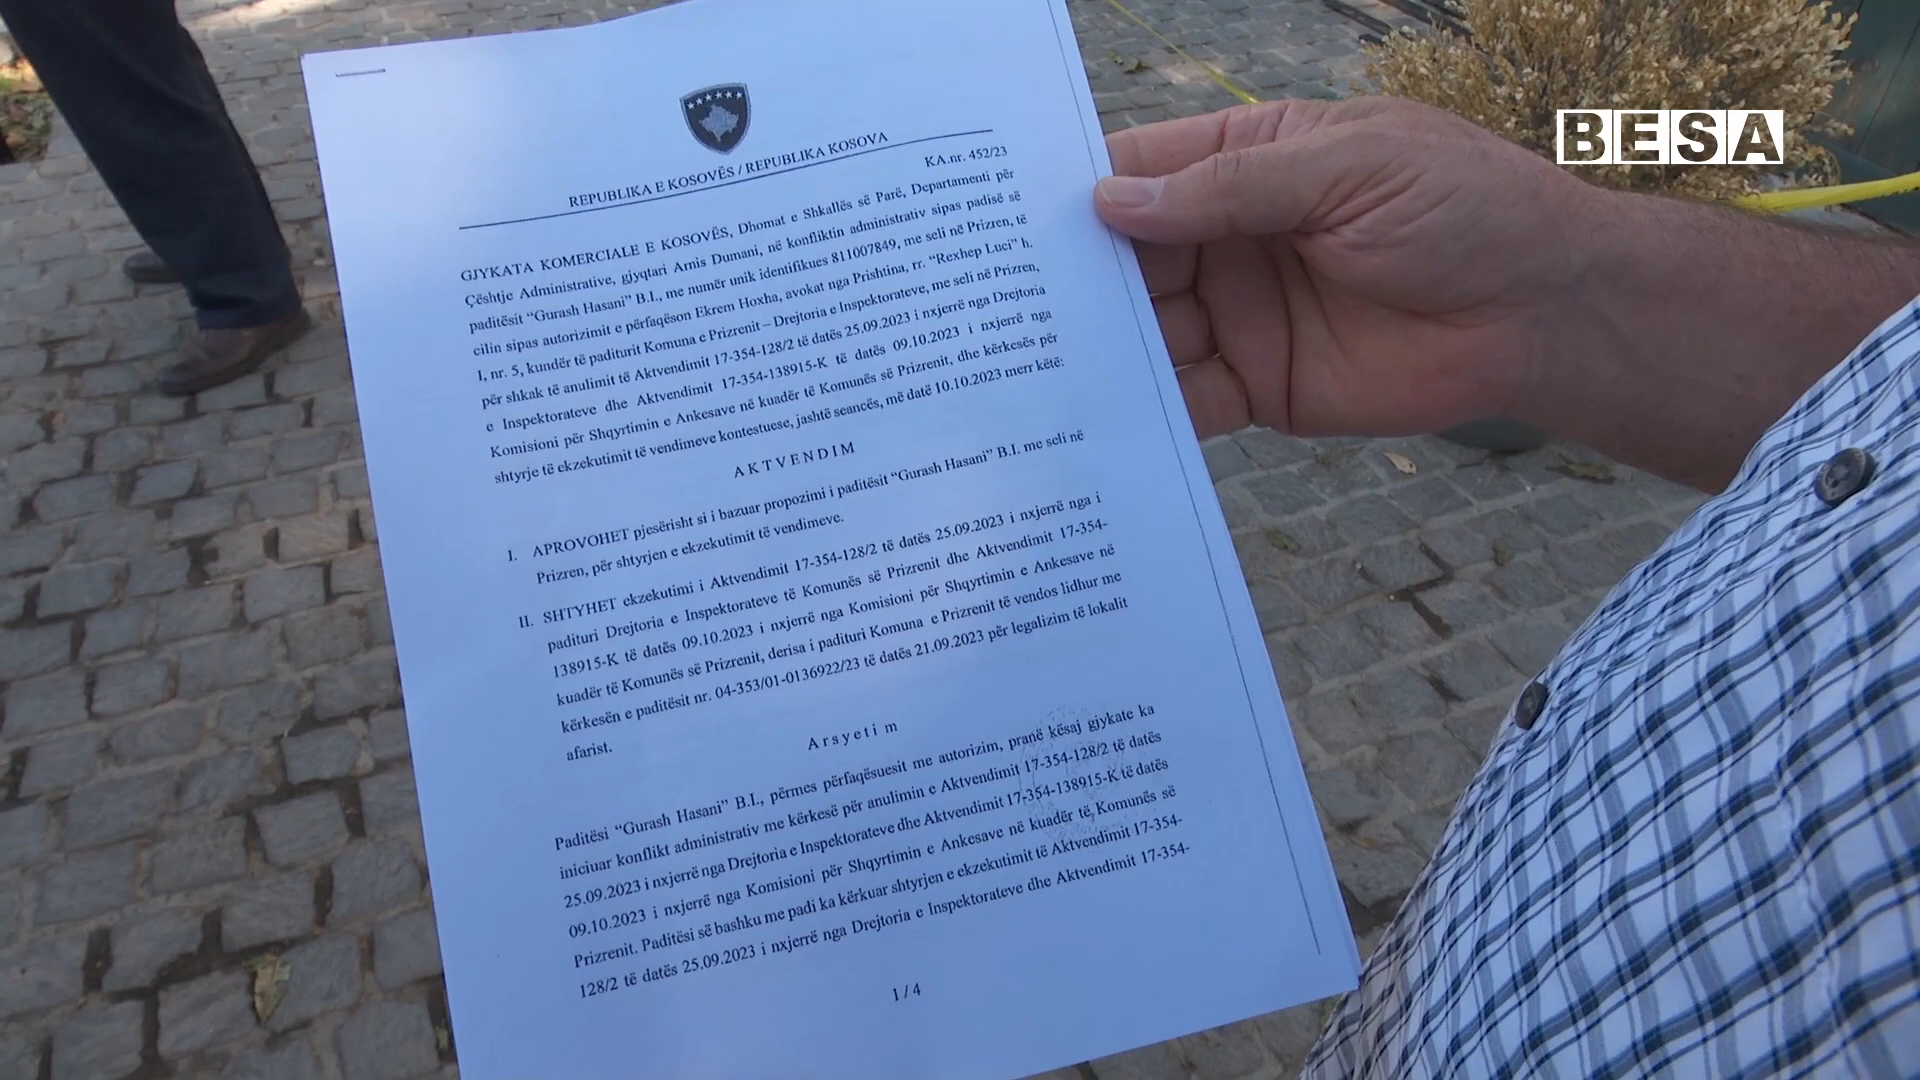 BESA
REPUBLIKA E KOSOVËS / REPUBLIKA KOSOVA
KA.nr. 452/23
GJYKATA KOMERCIALE E KOSOVËS, Dhomat e Shkallës së Parë, Departamenti për
Çështje Administrative, gjyqtari Arnis Dumani, në konfliktin administrativ sipas padisë së
paditësit “Gurash Hasani” B.I., me numër unik identifikues 811007849, me seli në Prizren, të
cilin sipas autorizimit e përfaqëson Ekrem Hoxha, avokat nga Prishtina, rr. “Rexhep Luci” h.
I, nr. 5, kundër të paditurit Komuna e Prizrenit – Drejtoria e Inspektorateve, me seli në Prizren,
për shkak të anulimit të Aktvendimit 17-354-128/2 të datës 25.09.2023 i nxjerrë nga Drejtoria
e Inspektorateve dhe Aktvendimit 17-354-138915-K të datës 09.10.2023 i nxjerrë nga
Komisioni për Shqyrtimin e Ankesave në kuadër të Komunës së Prizrenit, dhe kërkesës për
shtyrje të ekzekutimit të vendimeve kontestuese, jashtë seancës, më datë 10.10.2023 merr këtë:
AKTVENDIM
I. APROVOHET pjesërisht si i bazuar propozimi i paditësit “Gurash Hasani” B.I. me seli në
Prizren, për shtyrjen e ekzekutimit të vendimeve.
II. SHTYHET ekzekutimi i Aktvendimit 17-354-128/2 të datës 25.09.2023 i nxjerrë nga i
padituri Drejtoria e Inspektorateve të Komunës së Prizrenit dhe Aktvendimit 17-354-
138915-K të datës 09.10.2023 i nxjerrë nga Komisioni për Shqyrtimin e Ankesave në
kuadër të Komunës së Prizrenit, derisa i padituri Komuna e Prizrenit të vendos lidhur me
kërkesën e paditësit nr. 04-353/01-0136922/23 të datës 21.09.2023 për legalizim të lokalit
afarist.
Arsyetim
Paditësi “Gurash Hasani” B.I., përmes përfaqësuesit me autorizim, pranë kësaj gjykate ka
iniciuar konflikt administrativ me kërkesë për anulimin e Aktvendimit 17-354-128/2 të datës
25.09.2023 i nxjerrë nga Drejtoria e Inspektorateve dhe Aktvendimit 17-354-138915-K të datës
09.10.2023 i nxjerrë nga Komisioni për Shqyrtimin e Ankesave në kuadër të Komunës së
Prizrenit. Paditësi së bashku me padi ka kërkuar shtyrjen e ekzekutimit të Aktvendimit 17-354-
128/2 të datës 25.09.2023 i nxjerrë nga Drejtoria e Inspektorateve dhe Aktvendimit 17-354-
1 / 4